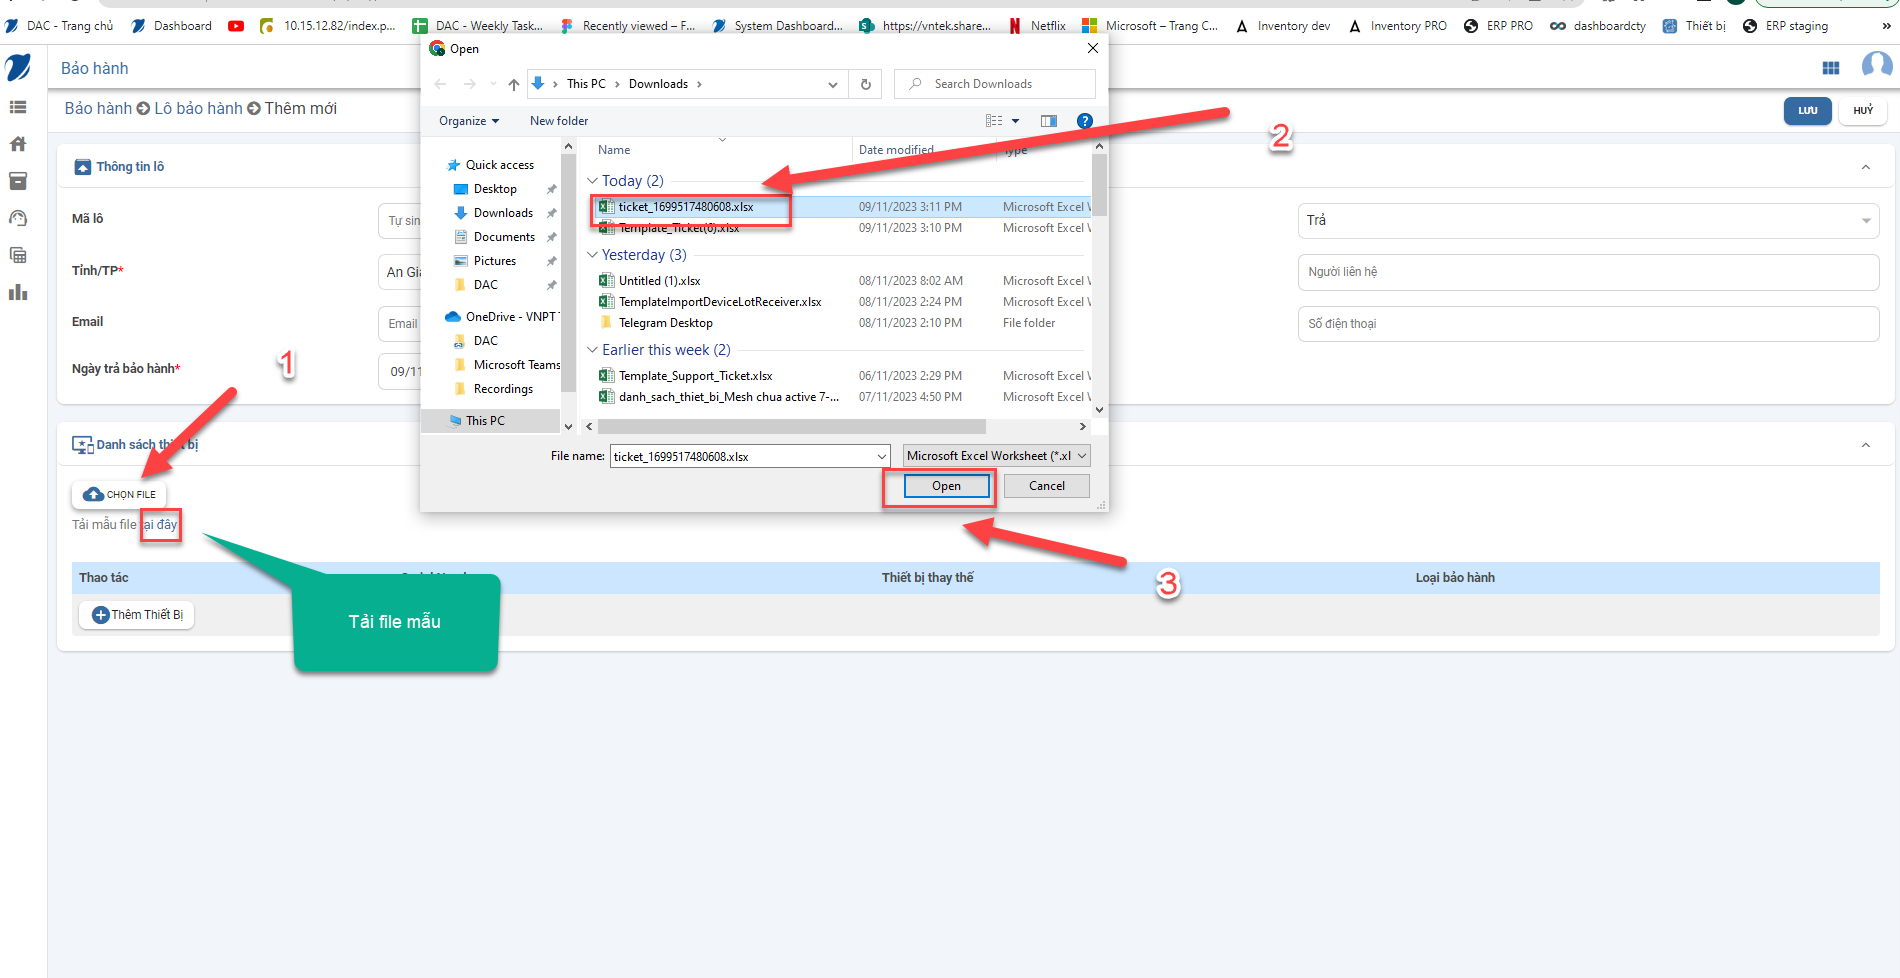 DAC - Trang chủ
Dashboard
10.15.12.82/index.p...
DAC - Weekly Task...
Recently viewed – F...
System Dashboard...
https://vntek.share...
Netflix
Microsoft – Trang C...
Inventory dev
Inventory PRO
ERP PRO
dashboardcty
Thiết bị
ERP staging
»
Bảo hành
Bảo hành Lô bảo hành Thêm mới
LƯU
HUỶ
Thông tin lô
Mã lô
Tự sin
Trả
Tỉnh/TP*
An Gia
Người liên hệ
Email
Email
Số điện thoại
Ngày trả bảo hành*
09/11
Danh sách thiết bị
CHỌN FILE
Tải mẫu file tại đây
Thao tác
Thiết bị thay thế
Loại bảo hành
Thêm Thiết Bị
Tải file mẫu
1
2
3
Open
This PC › Downloads ›
Search Downloads
Organize
New folder
Quick access
Desktop
Downloads
Documents
Pictures
DAC
OneDrive - VNPT
DAC
Microsoft Teams
Recordings
This PC
Name
Date modified
Type
Today (2)
ticket_1699517480608.xlsx
09/11/2023 3:11 PM
Microsoft Excel W
Template_Ticket(6).xlsx
09/11/2023 3:10 PM
Microsoft Excel W
Yesterday (3)
Untitled (1).xlsx
08/11/2023 8:02 AM
Microsoft Excel W
TemplateImportDeviceLotReceiver.xlsx
08/11/2023 2:24 PM
Microsoft Excel W
Telegram Desktop
08/11/2023 2:10 PM
File folder
Earlier this week (2)
Template_Support_Ticket.xlsx
06/11/2023 2:29 PM
Microsoft Excel W
danh_sach_thiet_bi_Mesh chua active 7-...
07/11/2023 4:50 PM
Microsoft Excel W
File name:
ticket_1699517480608.xlsx
Microsoft Excel Worksheet (*.xl
Open
Cancel